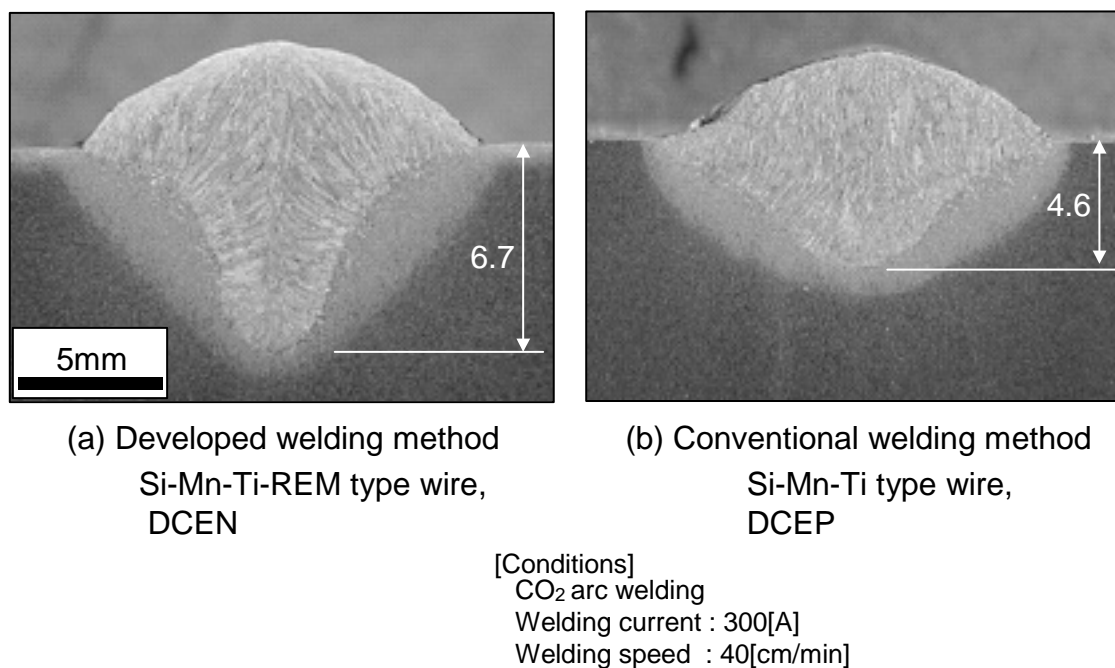 6.7
5mm
4.6
(a) Developed welding method
Si-Mn-Ti-REM type wire,
DCEN
(b) Conventional welding method
Si-Mn-Ti type wire,
DCEP
[Conditions]
CO₂ arc welding
Welding current : 300[A]
Welding speed : 40[cm/min]